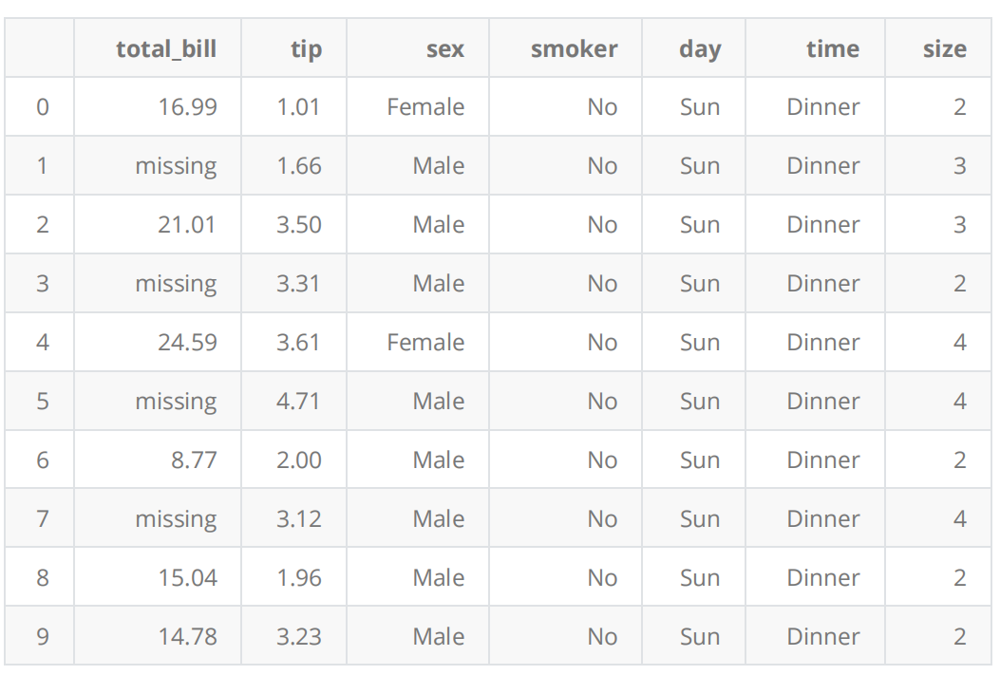 total_bill tip sex smoker day time size
0 16.99 1.01 Female No Sun Dinner 2
1 missing 1.66 Male No Sun Dinner 3
2 21.01 3.50 Male No Sun Dinner 3
3 missing 3.31 Male No Sun Dinner 2
4 24.59 3.61 Female No Sun Dinner 4
5 missing 4.71 Male No Sun Dinner 4
6 8.77 2.00 Male No Sun Dinner 2
7 missing 3.12 Male No Sun Dinner 4
8 15.04 1.96 Male No Sun Dinner 2
9 14.78 3.23 Male No Sun Dinner 2